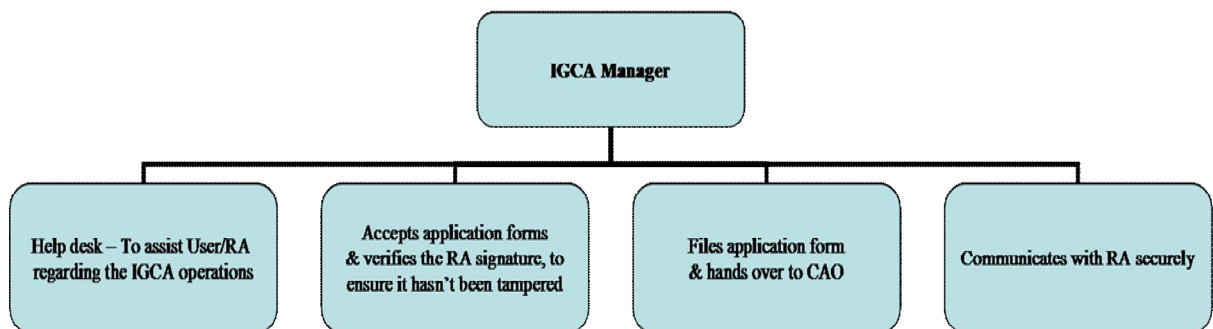 IGCA Manager
Help desk – To assist User/RA
regarding the IGCA operations
Accepts application forms
& verifies the RA signature, to
ensure it hasn't been tampered
Files application form
& hands over to CAO
Communicates with RA securely